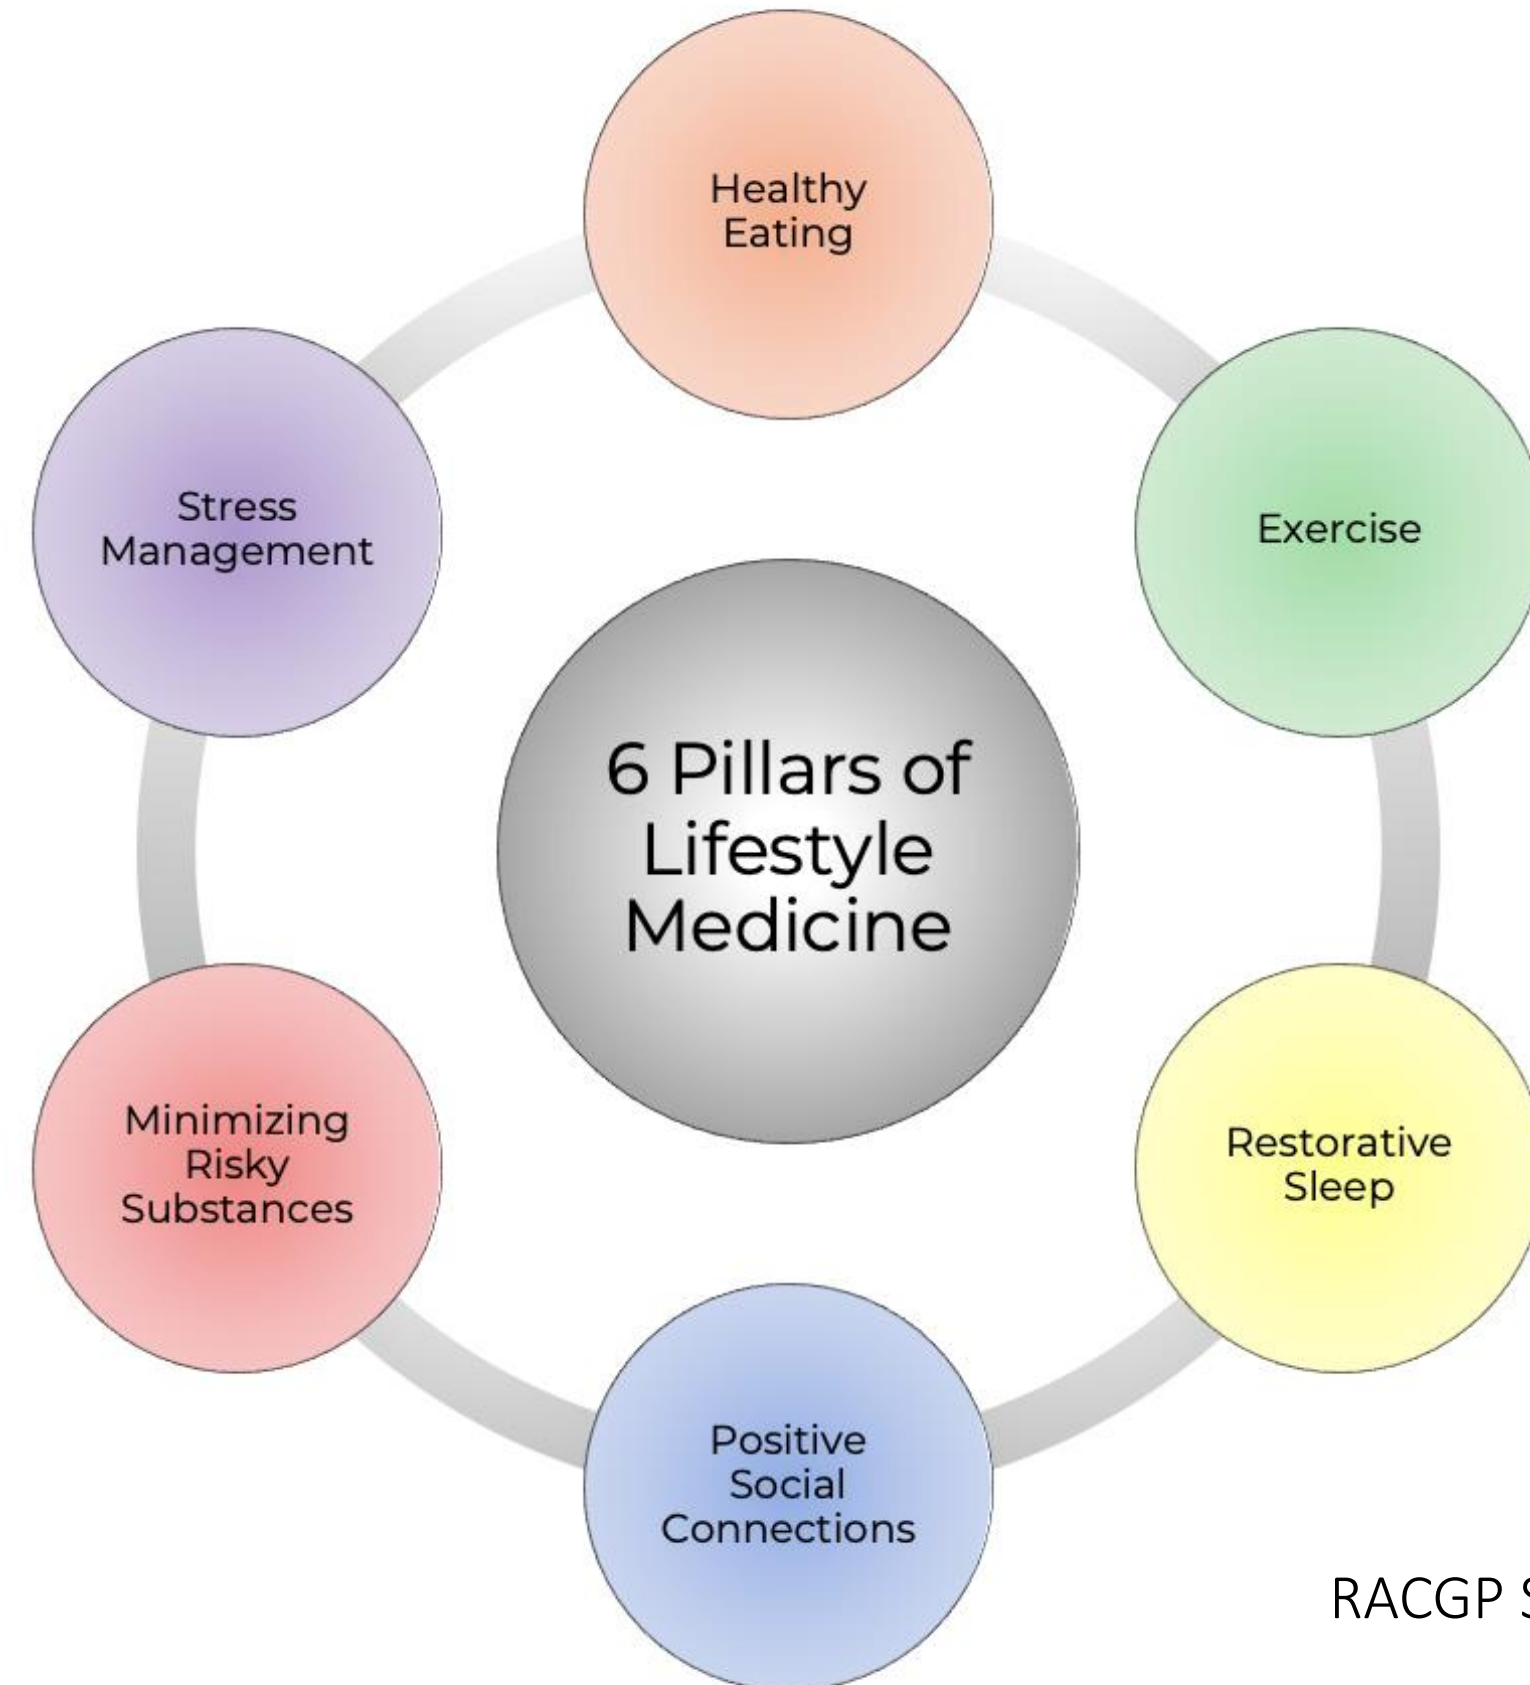 Healthy
Eating
Exercise
Restorative
Sleep
Positive
Social
Connections
Minimizing
Risky
Substances
Stress
Management
6 Pillars of
Lifestyle
Medicine
RACGP